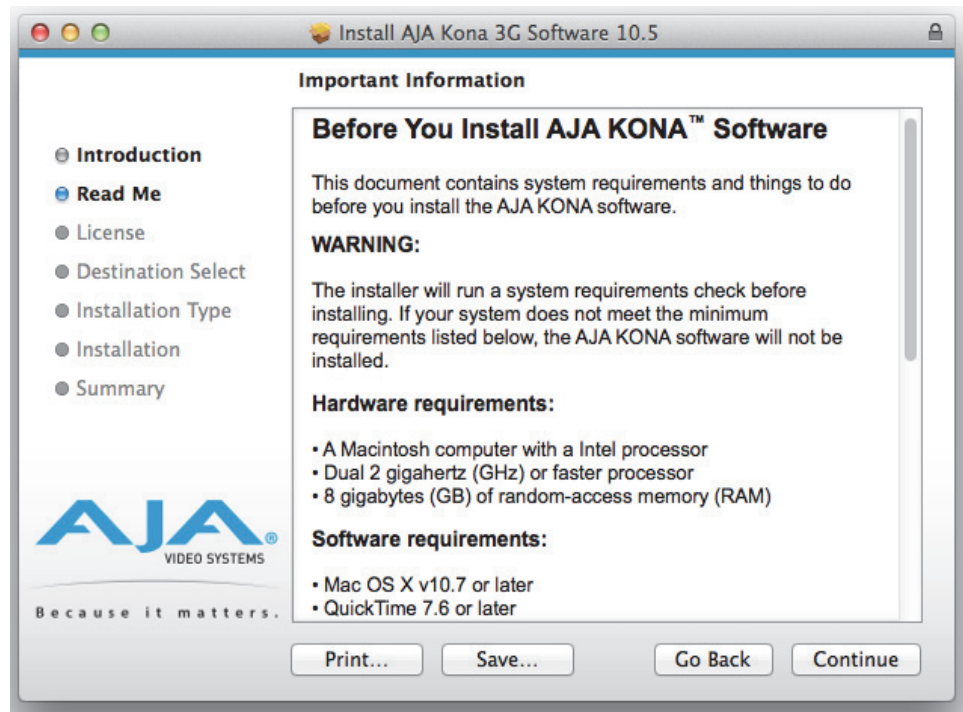 Install AJA Kona 3G Software 10.5
Important Information
Introduction
Read Me
License
Destination Select
Installation Type
Installation
Summary
AJA®
VIDEO SYSTEMS
Because it matters.
Before You Install AJA KONA™ Software
This document contains system requirements and things to do
before you install the AJA KONA software.
WARNING:
The installer will run a system requirements check before
installing. If your system does not meet the minimum
requirements listed below, the AJA KONA software will not be
installed.
Hardware requirements:
• A Macintosh computer with a Intel processor
• Dual 2 gigahertz (GHz) or faster processor
• 8 gigabytes (GB) of random-access memory (RAM)
Software requirements:
• Mac OS X v10.7 or later
• QuickTime 7.6 or later
Print...
Save...
Go Back
Continue